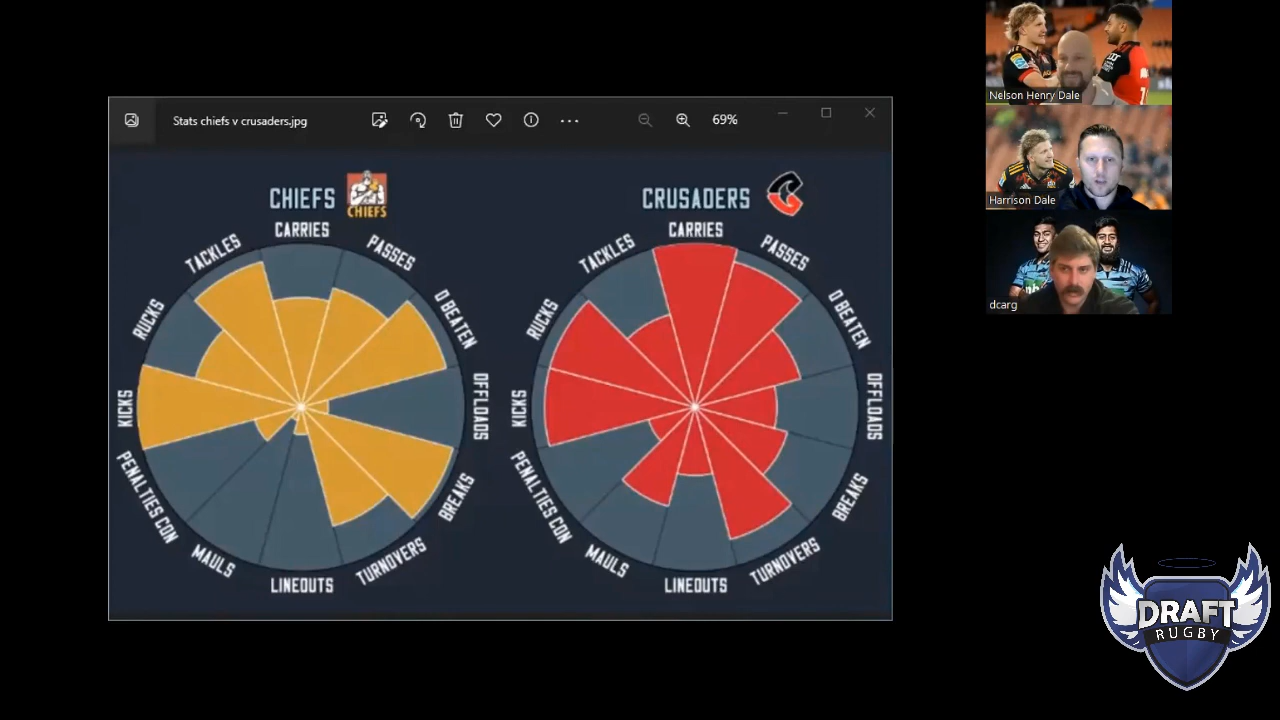 Stats chiefs v crusaders.jpg
69%
CHIEFS
CHIEFS
CARRIES
PASSES
D BEATEN
OFFLOADS
BREAKS
TURNOVERS
LINEOUTS
MAULS
PENALTIES CON
KICKS
RUCKS
TACKLES
CRUSADERS
CARRIES
PASSES
D BEATEN
OFFLOADS
BREAKS
TURNOVERS
LINEOUTS
MAULS
PENALTIES CON
KICKS
RUCKS
TACKLES
Nelson Henry Dale
Harrison Dale
dcarg
DRAFT
RUGBY